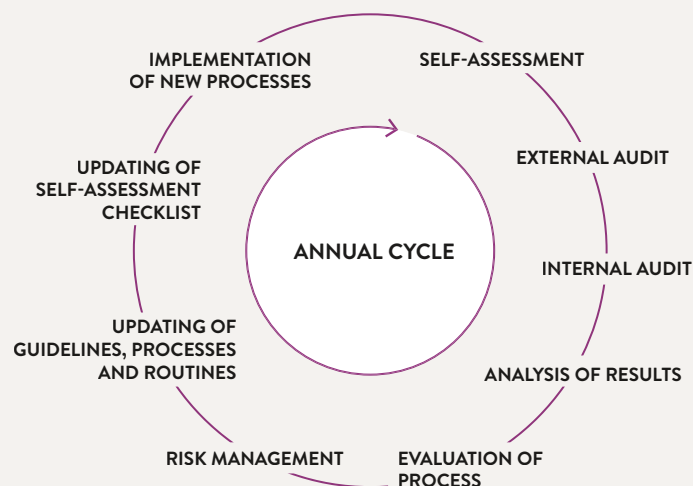 IMPLEMENTATION
OF NEW PROCESSES
SELF-ASSESSMENT
EXTERNAL AUDIT
INTERNAL AUDIT
ANALYSIS OF RESULTS
EVALUATION OF
PROCESS
RISK MANAGEMENT
UPDATING OF
GUIDELINES, PROCESSES
AND ROUTINES
UPDATING OF
SELF-ASSESSMENT
CHECKLIST
ANNUAL CYCLE